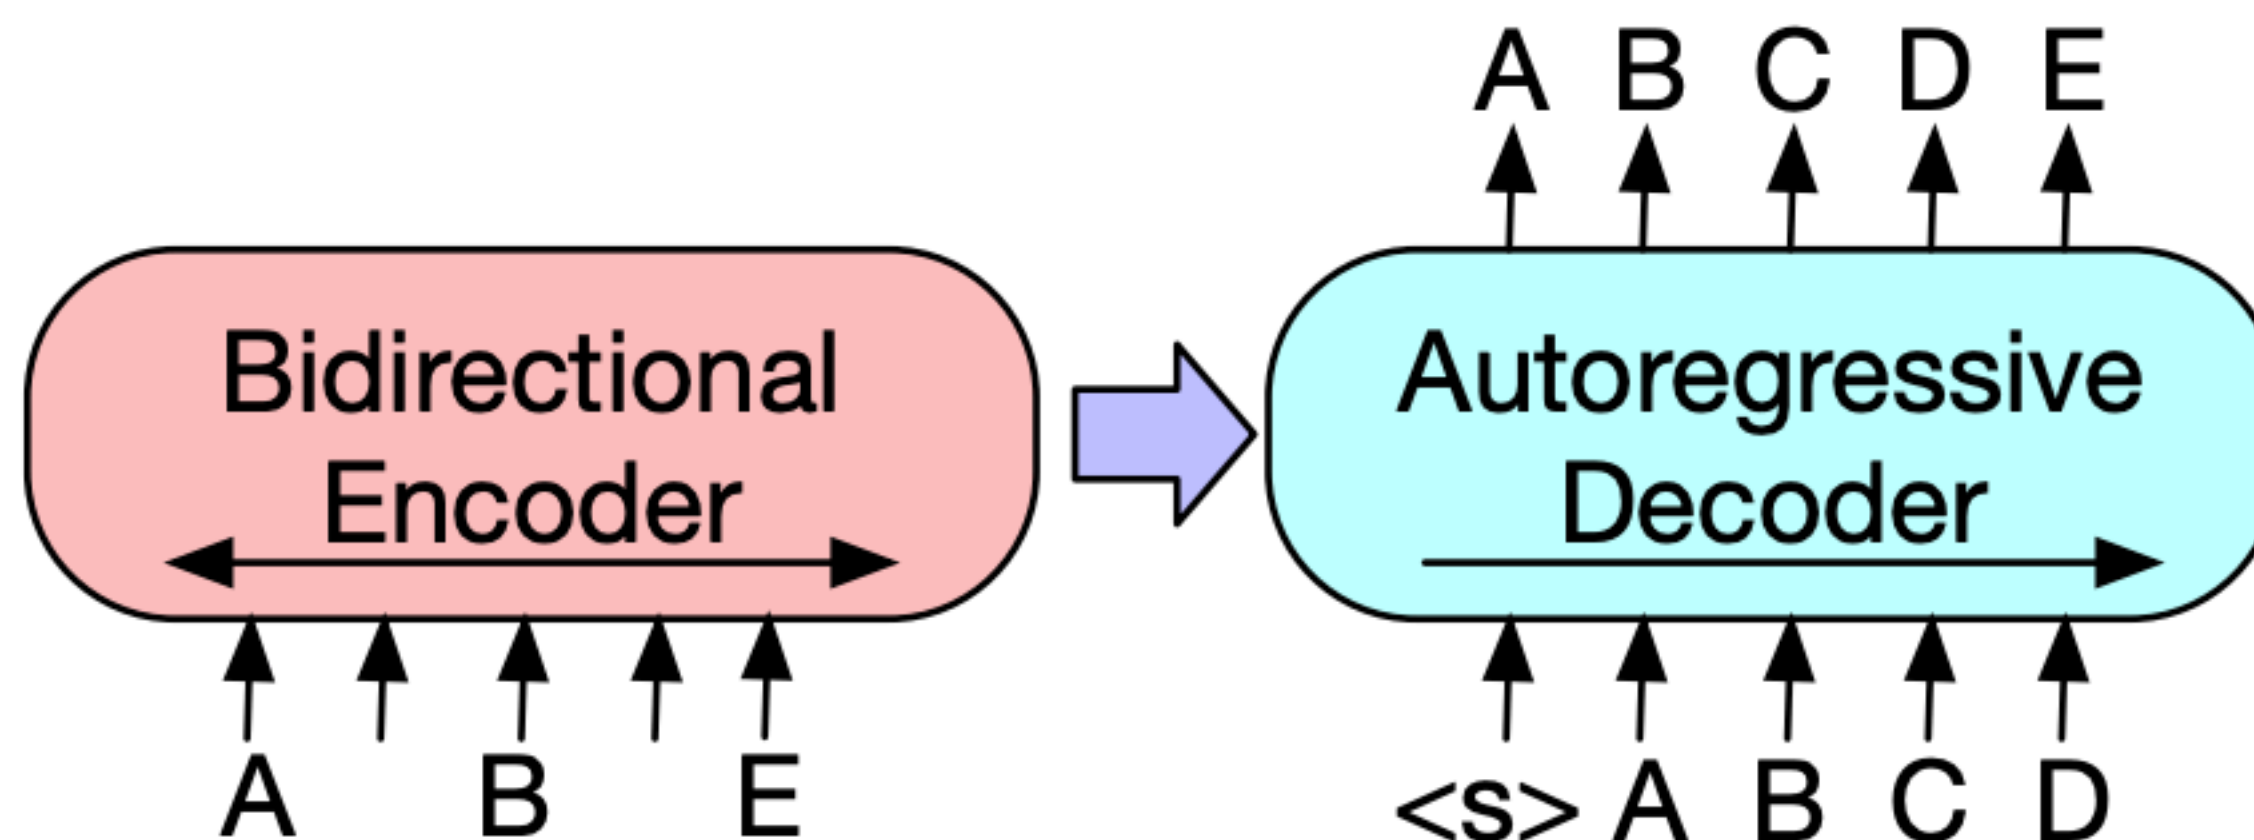 A B C D E
Bidirectional
Encoder
Autoregressive
Decoder
A B E
<s> A B C D